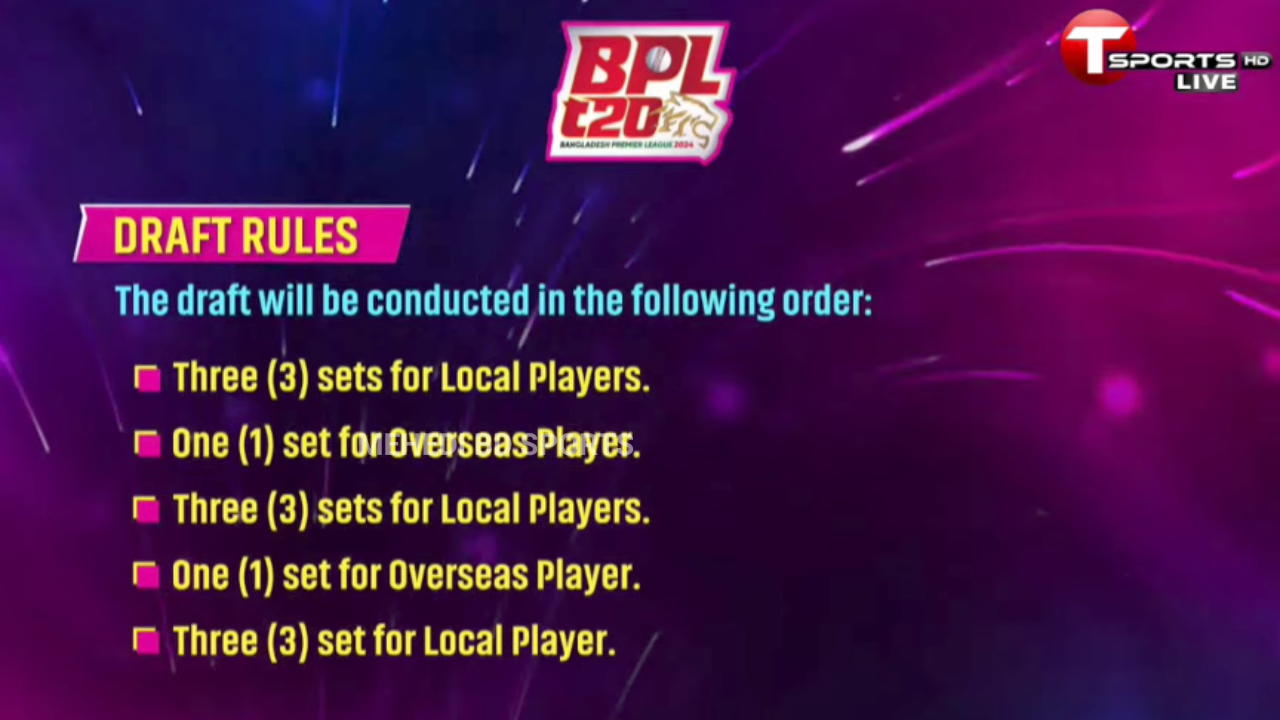 BPL
t20
BANGLADESH PREMIER LEAGUE 2024
T SPORTS HD
LIVE
DRAFT RULES
The draft will be conducted in the following order:
Three (3) sets for Local Players.
One (1) set for Overseas Player.
Three (3) sets for Local Players.
One (1) set for Overseas Player.
Three (3) set for Local Player.